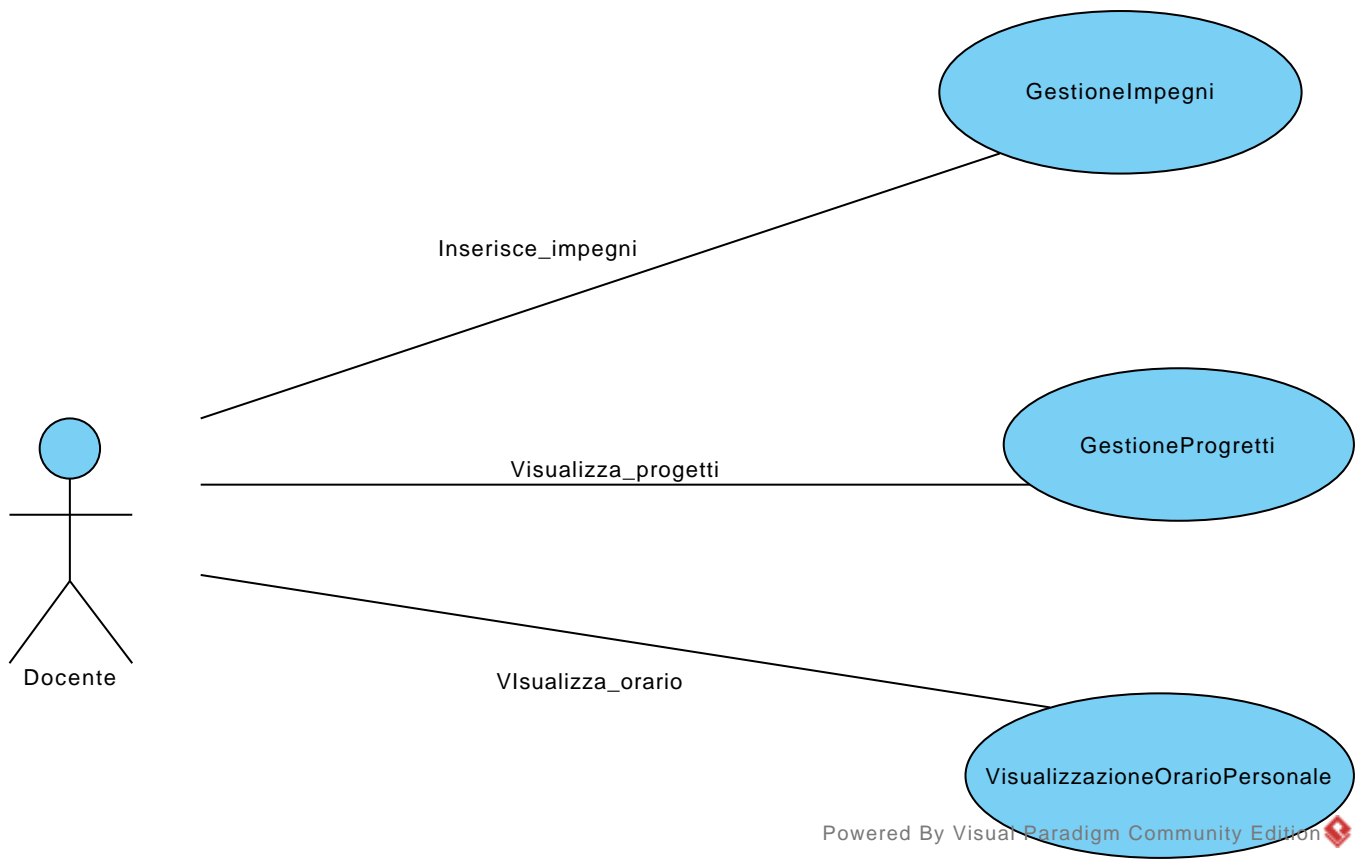 GestioneImpegni
Inserisce_impegni
GestioneProgretti
Visualizza_progetti
Docente
VIsualizza_orario
VisualizzazioneOrarioPersonale
Powered By Visual Paradigm Community Edition